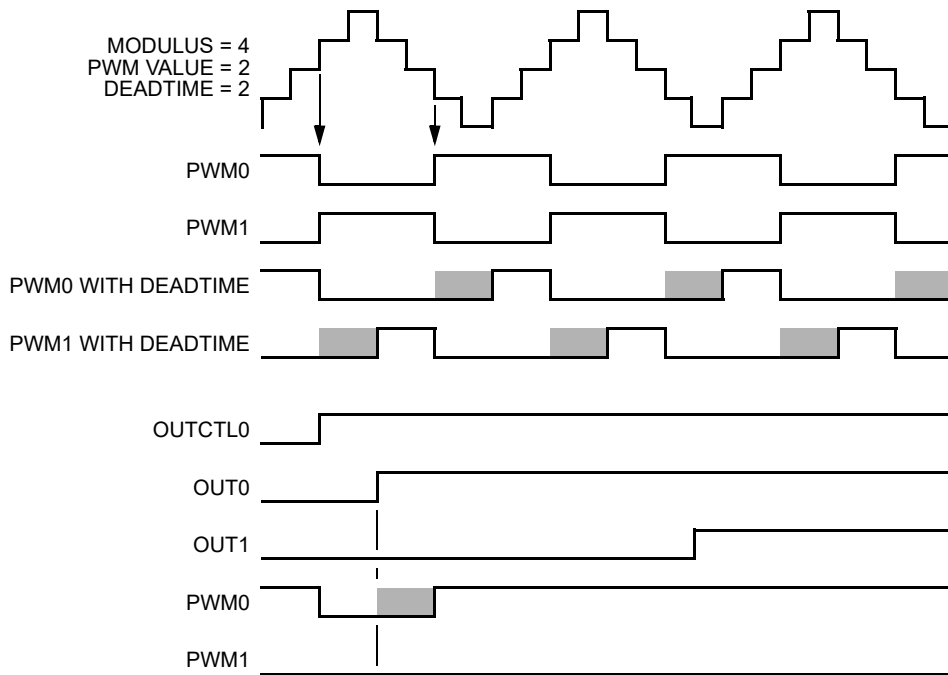 MODULUS = 4
PWM VALUE = 2
DEADTIME = 2
PWM0
PWM1
PWM0 WITH DEADTIME
PWM1 WITH DEADTIME
OUTCTL0
OUT0
OUT1
PWM0
PWM1